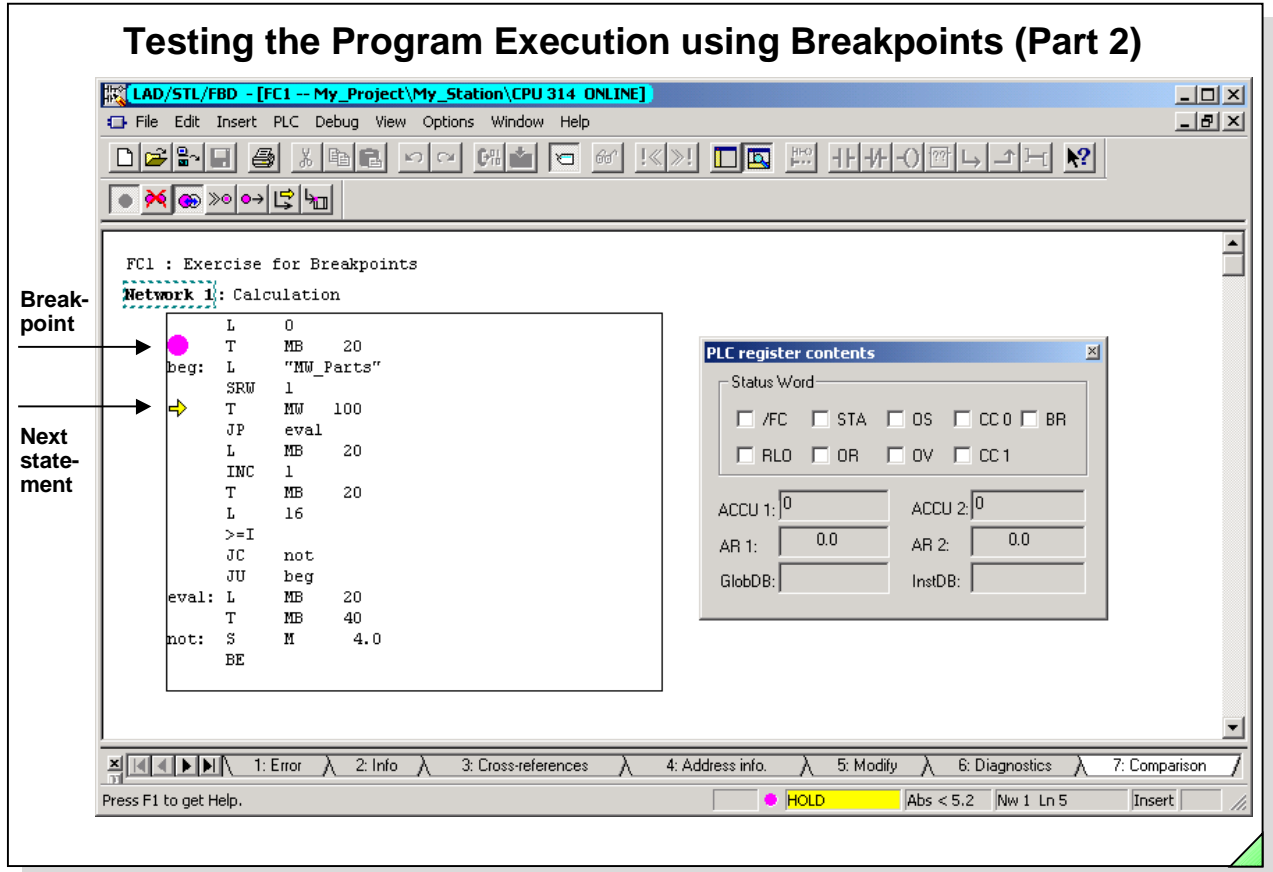 Testing the Program Execution using Breakpoints (Part 2)
LAD/STL/FBD - [FC1 -- My_Project\My_Station\CPU 314 ONLINE]
File Edit Insert PLC Debug View Options Window Help
FC1 : Exercise for Breakpoints
Network 1: Calculation
Break-
point
Next
state-
ment
L 0
T MB 20
beg: L "MW_Parts"
SRW 1
T MW 100
JP eval
L MB 20
INC 1
T MB 20
L 16
>=I
JC not
JU beg
eval: L MB 20
T MB 40
not: S M 4.0
BE
PLC register contents
Status Word
/FC STA OS CC 0 BR
RLO OR OV CC 1
ACCU 1: 0 ACCU 2: 0
AR 1: 0.0 AR 2: 0.0
GlobDB: InstDB:
1: Error 2: Info 3: Cross-references 4: Address info. 5: Modify 6: Diagnostics 7: Comparison
Press F1 to get Help. HOLD Abs < 5.2 Nw 1 Ln 5 Insert